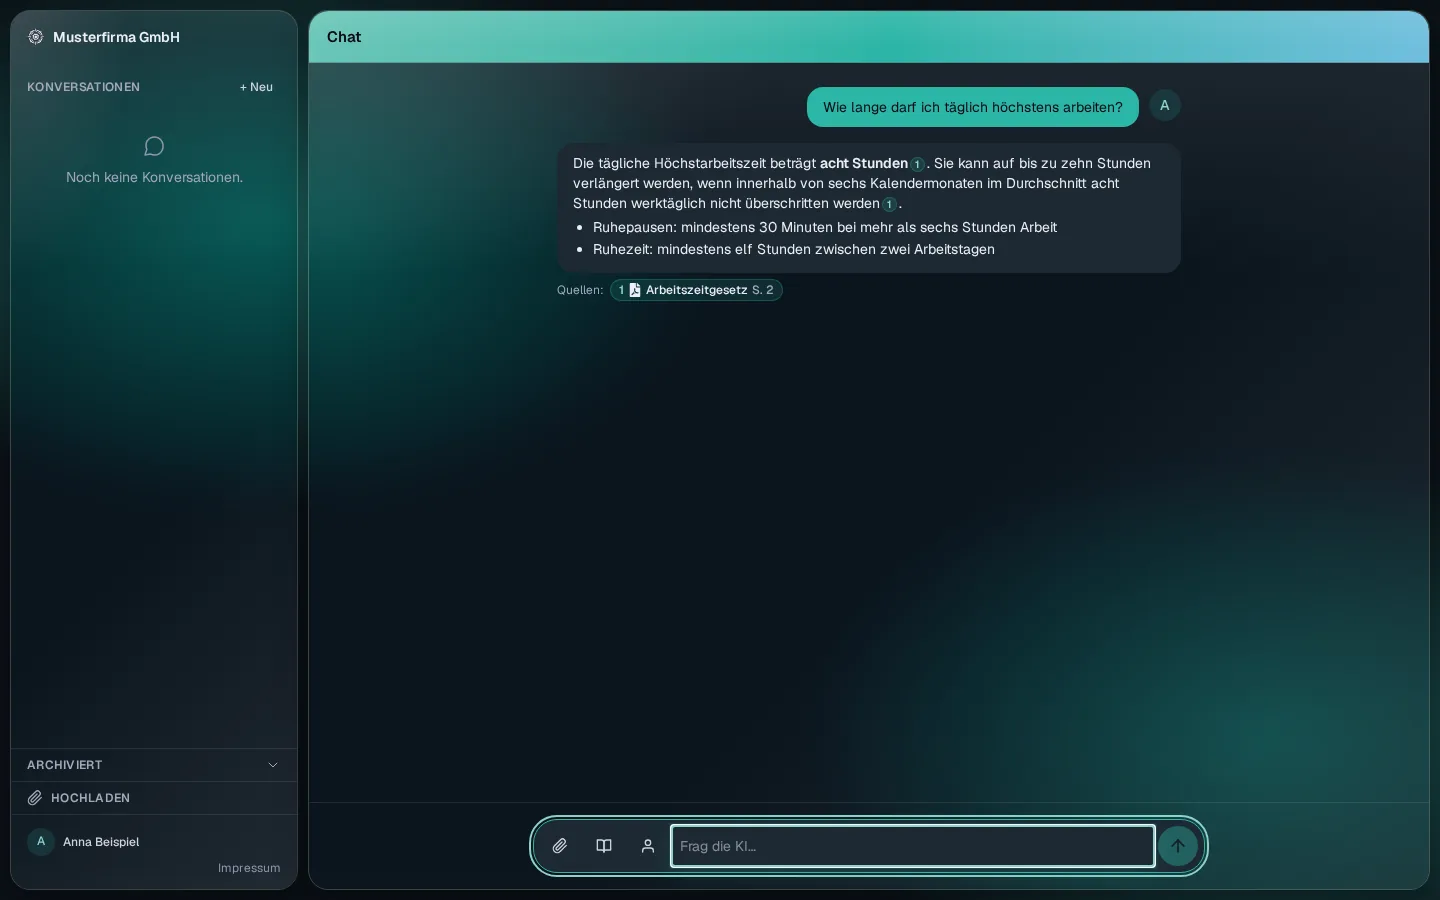 Musterfirma GmbH
KONVERSATIONEN
+ Neu
Noch keine Konversationen.
ARCHIVIERT
HOCHLADEN
A
Anna Beispiel
Impressum
Chat
Wie lange darf ich täglich höchstens arbeiten?
A
Die tägliche Höchstarbeitszeit beträgt acht Stunden 1. Sie kann auf bis zu zehn Stunden
verlängert werden, wenn innerhalb von sechs Kalendermonaten im Durchschnitt acht
Stunden werktäglich nicht überschritten werden 1.
• Ruhepausen: mindestens 30 Minuten bei mehr als sechs Stunden Arbeit
• Ruhezeit: mindestens elf Stunden zwischen zwei Arbeitstagen
Quellen: 1 Arbeitszeitgesetz S. 2
Frag die KI...